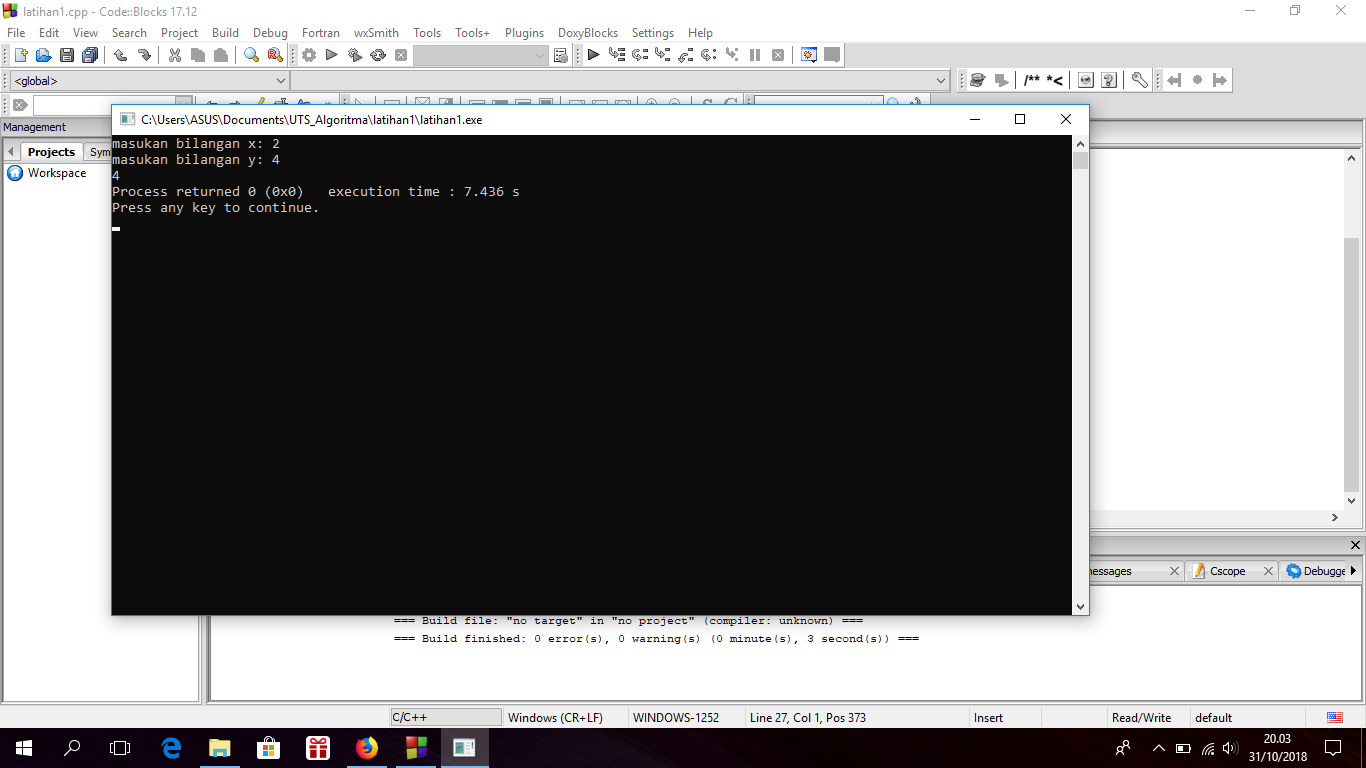 latihan1.cpp - Code::Blocks 17.12
File Edit View Search Project Build Debug Fortran wxSmith Tools Tools+ Plugins DoxyBlocks Settings Help
<global>
/** *<
C:\Users\ASUS\Documents\UTS_Algoritma\latihan1\latihan1.exe
Management
Projects Sym
Workspace
masukan bilangan x: 2
masukan bilangan y: 4
4
Process returned 0 (0x0)   execution time : 7.436 s
Press any key to continue.
essages Cscope Debugge
=== Build file: "no target" in "no project" (compiler: unknown) ===
=== Build finished: 0 error(s), 0 warning(s) (0 minute(s), 3 second(s)) ===
C/C++ Windows (CR+LF) WINDOWS-1252 Line 27, Col 1, Pos 373 Insert Read/Write default
20.03
31/10/2018